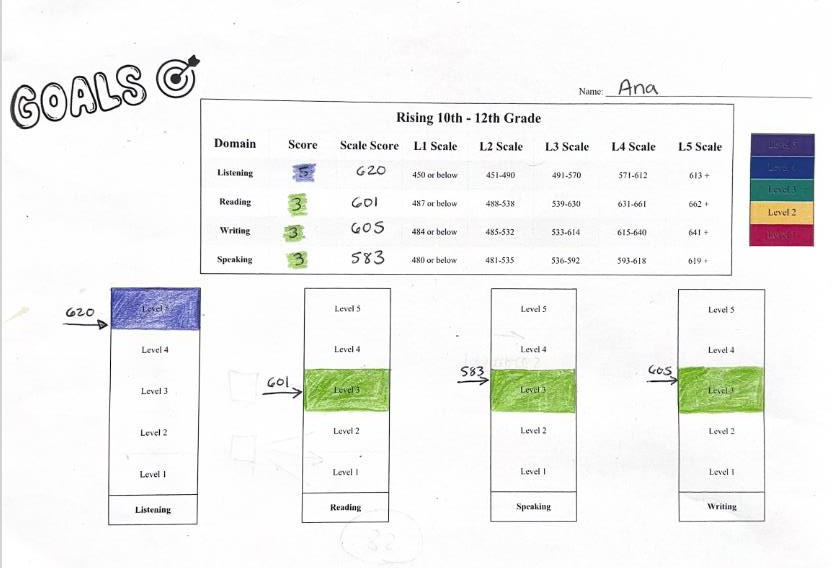 GOALS
Name: Ana
Rising 10th - 12th Grade
Domain Score Scale Score L1 Scale L2 Scale L3 Scale L4 Scale L5 Scale
Listening 5 620 450 or below 451-490 491-570 571-612 613 +
Reading 3 601 487 or below 488-538 539-630 631-661 662 +
Writing 3 605 484 or below 485-532 533-614 615-640 641 +
Speaking 3 583 480 or below 481-535 536-592 593-618 619 +
Level 5
Level 4
Level 3
Level 2
Level 1
620
Level 5
Level 4
Level 3
Level 2
Level 1
Listening
601
Level 5
Level 4
Level 3
Level 2
Level 1
Reading
583
Level 5
Level 4
Level 3
Level 2
Level 1
Speaking
605
Level 5
Level 4
Level 3
Level 2
Level 1
Writing
32